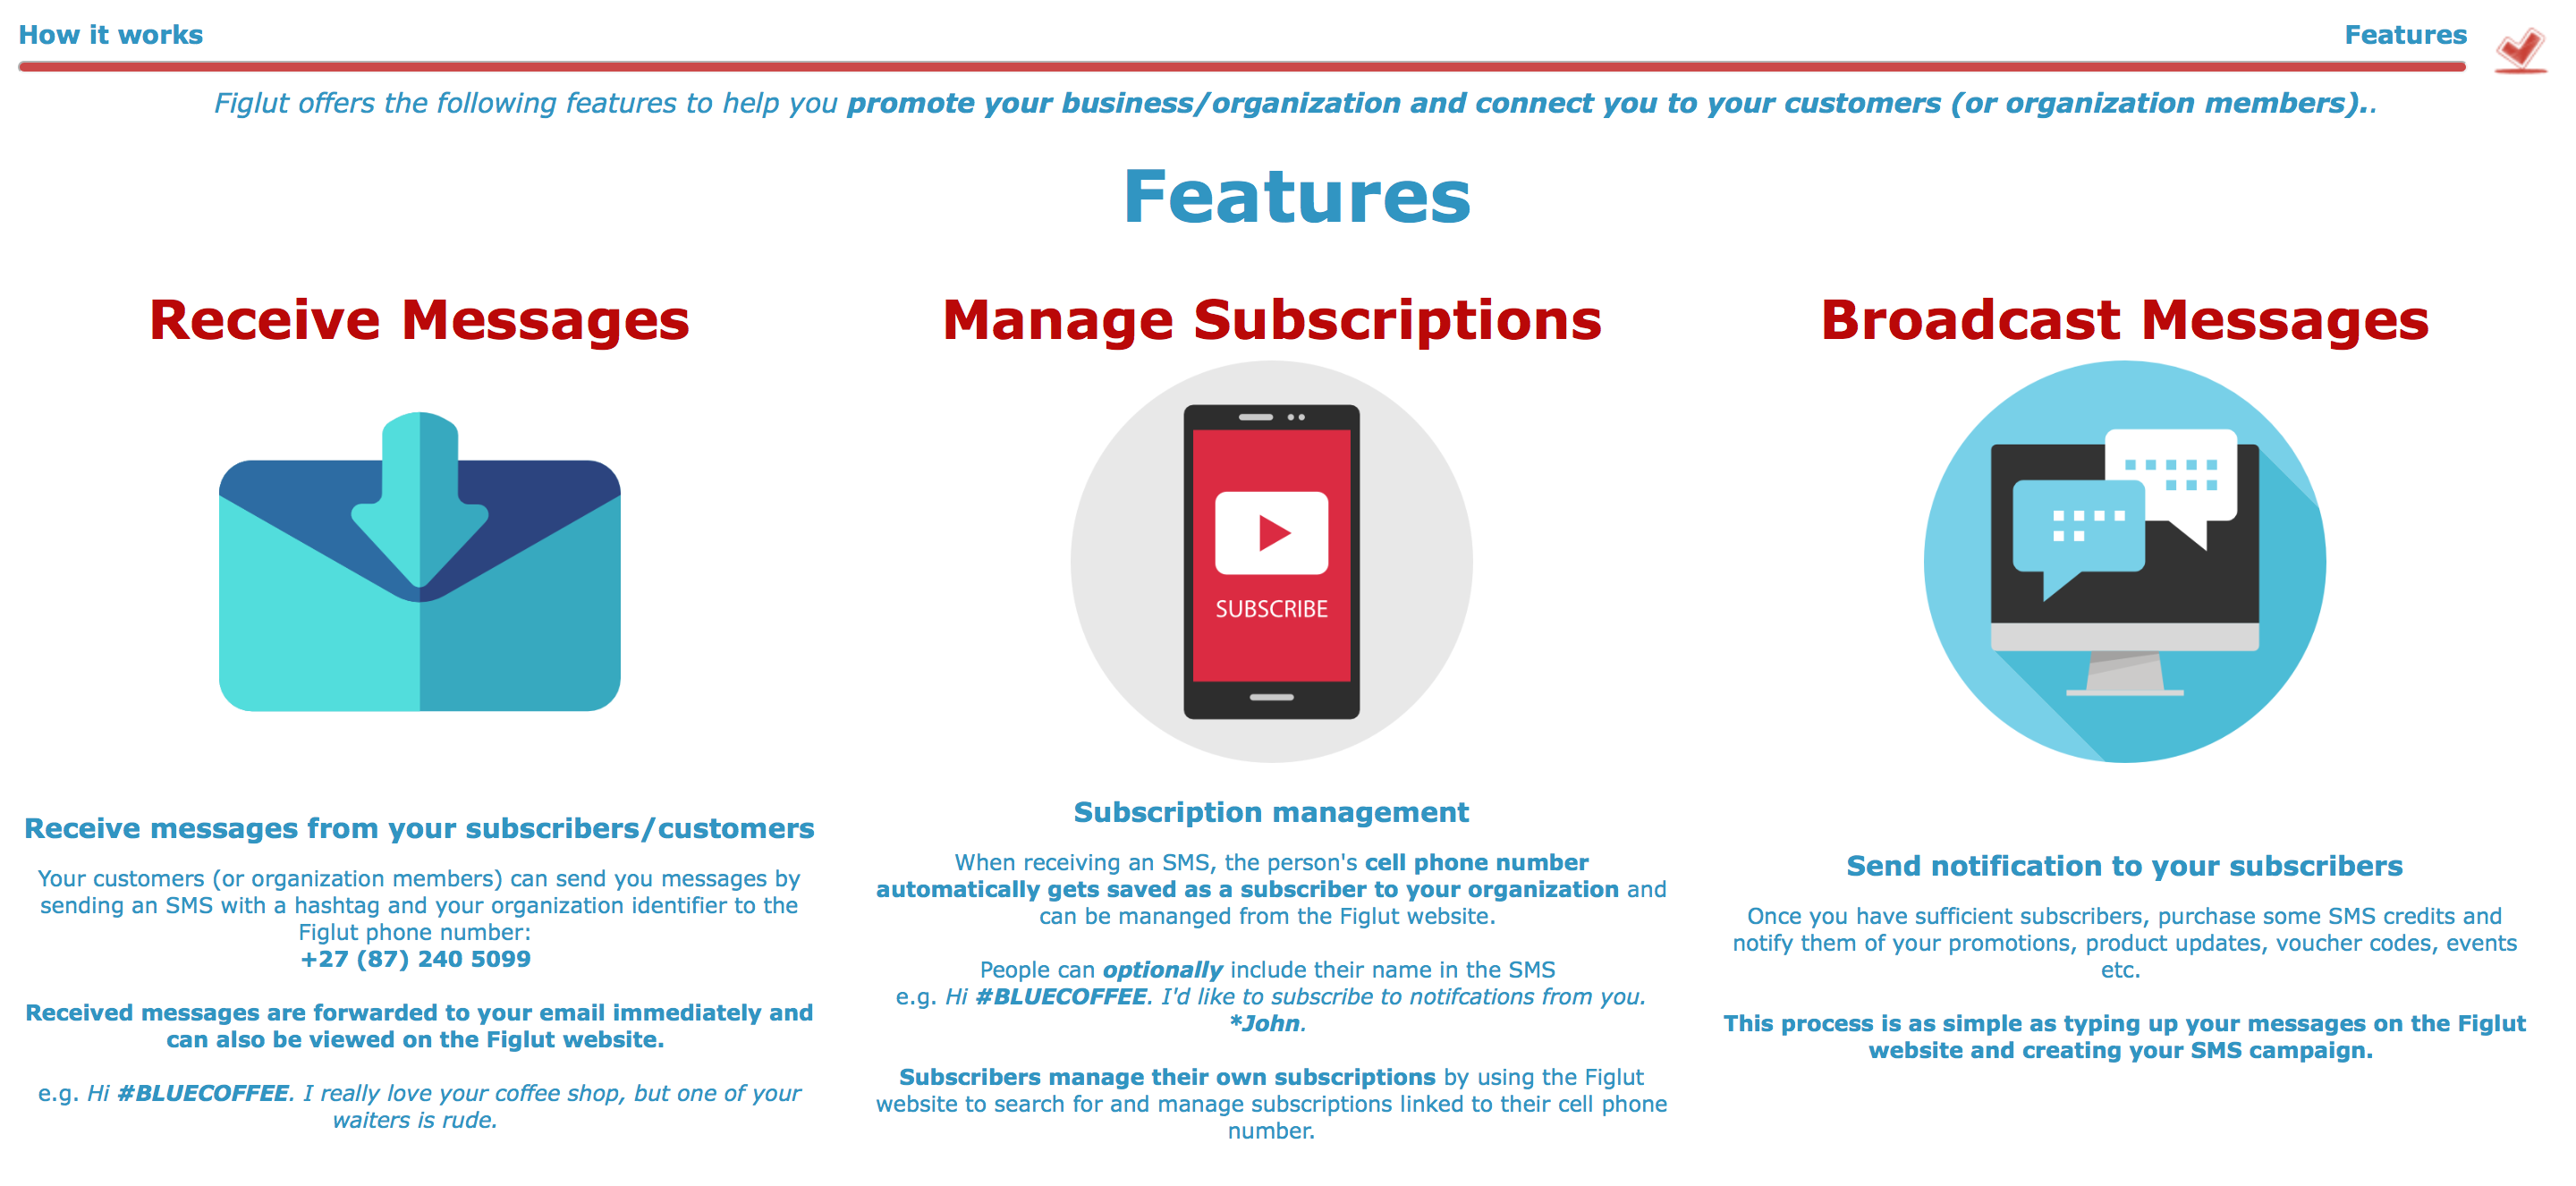 How it works
Features
Figlut offers the following features to help you promote your business/organization and connect you to your customers (or organization members)..
Features
Receive Messages
Receive messages from your subscribers/customers
Your customers (or organization members) can send you messages by
sending an SMS with a hashtag and your organization identifier to the
Figlut phone number:
+27 (87) 240 5099
Received messages are forwarded to your email immediately and
can also be viewed on the Figlut website.
e.g. Hi #BLUECOFFEE. I really love your coffee shop, but one of your
waiters is rude.
Manage Subscriptions
SUBSCRIBE
Subscription management
When receiving an SMS, the person's cell phone number
automatically gets saved as a subscriber to your organization and
can be mananged from the Figlut website.
People can optionally include their name in the SMS
e.g. Hi #BLUECOFFEE. I'd like to subscribe to notifcations from you.
*John.
Subscribers manage their own subscriptions by using the Figlut
website to search for and manage subscriptions linked to their cell phone
number.
Broadcast Messages
Send notification to your subscribers
Once you have sufficient subscribers, purchase some SMS credits and
notify them of your promotions, product updates, voucher codes, events
etc.
This process is as simple as typing up your messages on the Figlut
website and creating your SMS campaign.